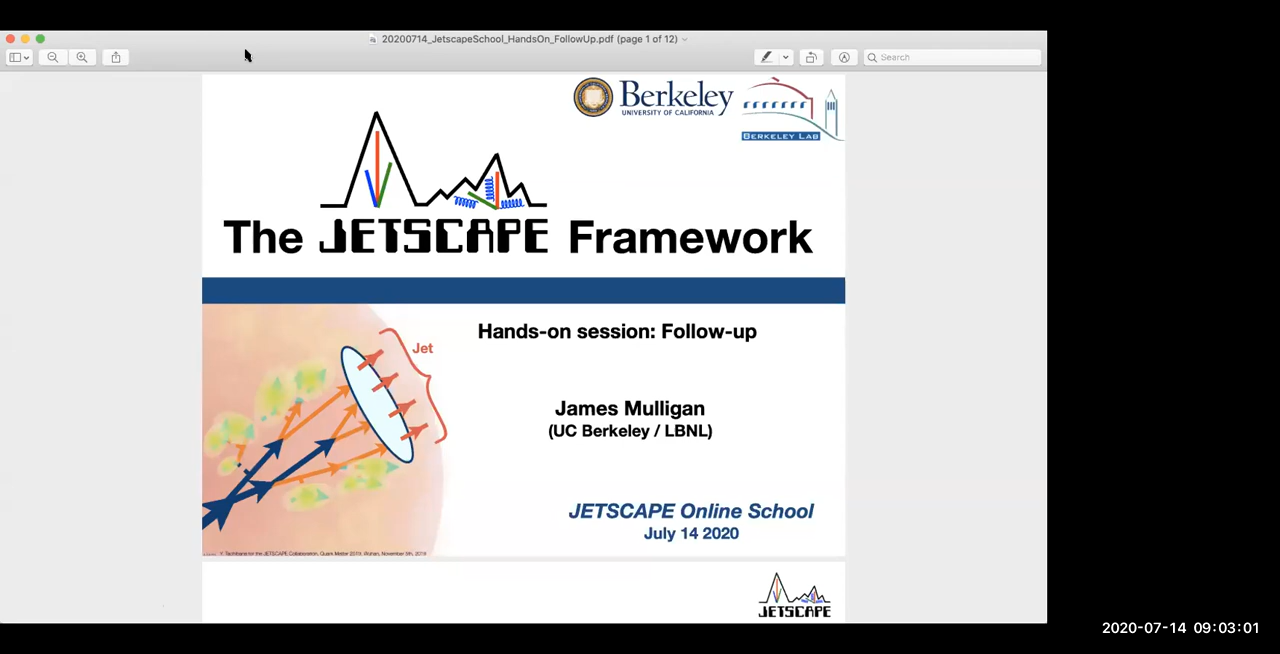 20200714_JetscapeSchool_HandsOn_FollowUp.pdf (page 1 of 12)
Search
Berkeley
UNIVERSITY OF CALIFORNIA
BERKELEY LAB
The JETSCAPE Framework
Hands-on session: Follow-up
Jet
James Mulligan
(UC Berkeley / LBNL)
JETSCAPE Online School
July 14 2020
JETSCAPE
2020-07-14 09:03:01